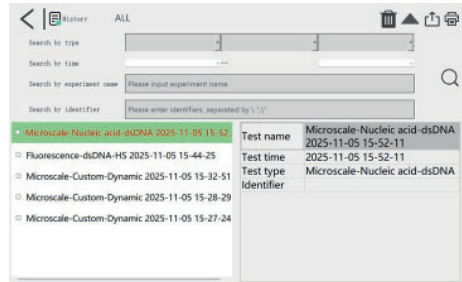 History ALL
Search by type
Search by time
Search by experiment name Please input experiment name
Search by identifier Please enter identifiers, separated by \, '\.\'
Microscale-Nucleic acid-dsDNA 2025-11-05 15-52
Fluorescence-dsDNA-HS 2025-11-05 15-44-25
Microscale-Custom-Dynamic 2025-11-05 15-32-51
Microscale-Custom-Dynamic 2025-11-05 15-28-29
Microscale-Custom-Dynamic 2025-11-05 15-27-24
Test name Microscale-Nucleic acid-dsDNA
2025-11-05 15-52-11
Test time 2025-11-05 15-52-11
Test type Microscale-Nucleic acid-dsDNA
Identifier